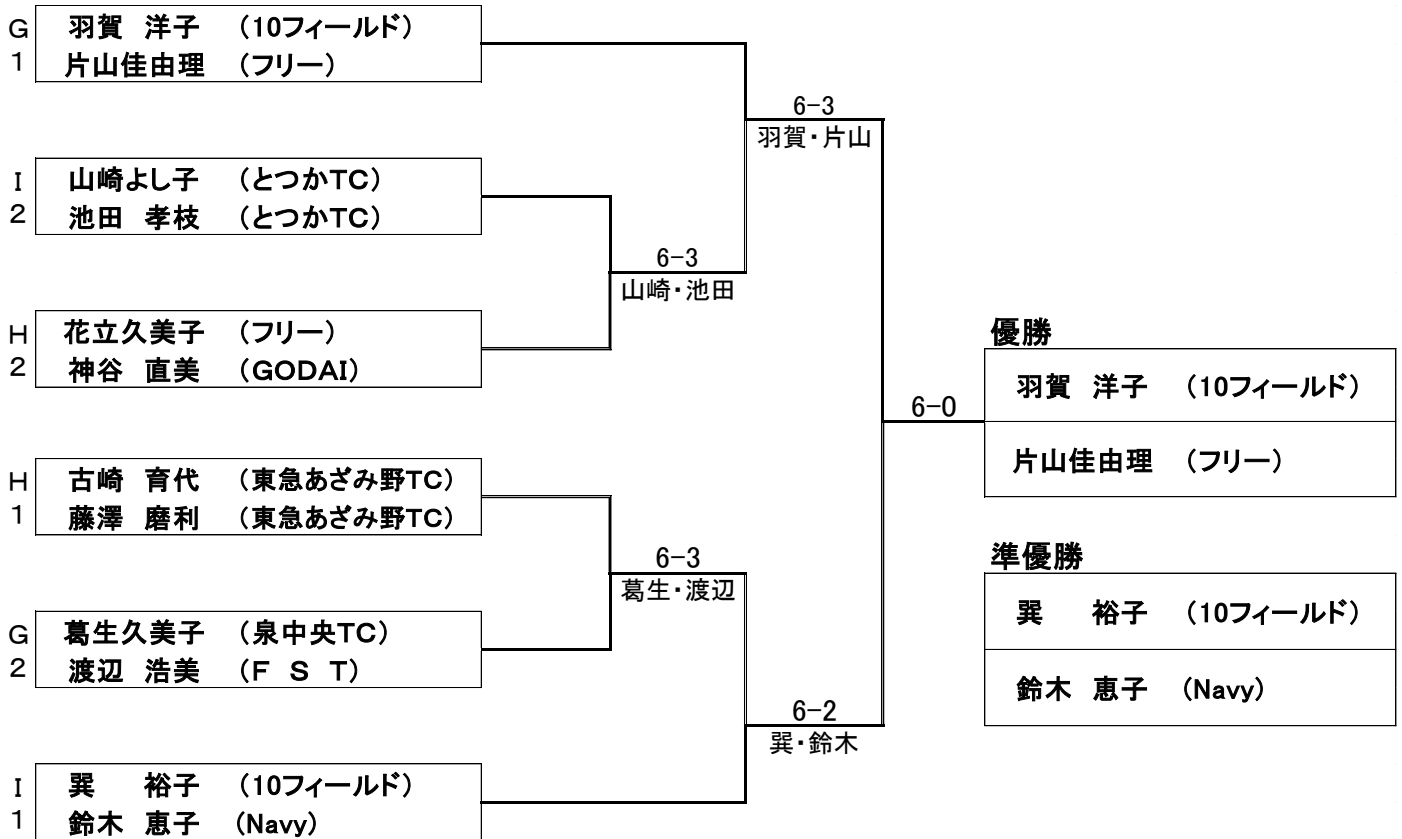 G 羽賀 洋子 (10フィールド)
1 片山佳由理 (フリー)
6-3
羽賀・片山
I 山崎よし子 (とつかTC)
2 池田 孝枝 (とつかTC)
6-3
山崎・池田
H 花立久美子 (フリー)
2 神谷 直美 (GODAI)
優勝
羽賀 洋子 (10フィールド)
6-0
片山佳由理 (フリー)
H 古崎 育代 (東急あざみ野TC)
1 藤澤 磨利 (東急あざみ野TC)
準優勝
6-3
葛生・渡辺
巽 裕子 (10フィールド)
G 葛生久美子 (泉中央TC)
2 渡辺 浩美 (F S T)
鈴木 恵子 (Navy)
6-2
巽・鈴木
I 巽 裕子 (10フィールド)
1 鈴木 恵子 (Navy)